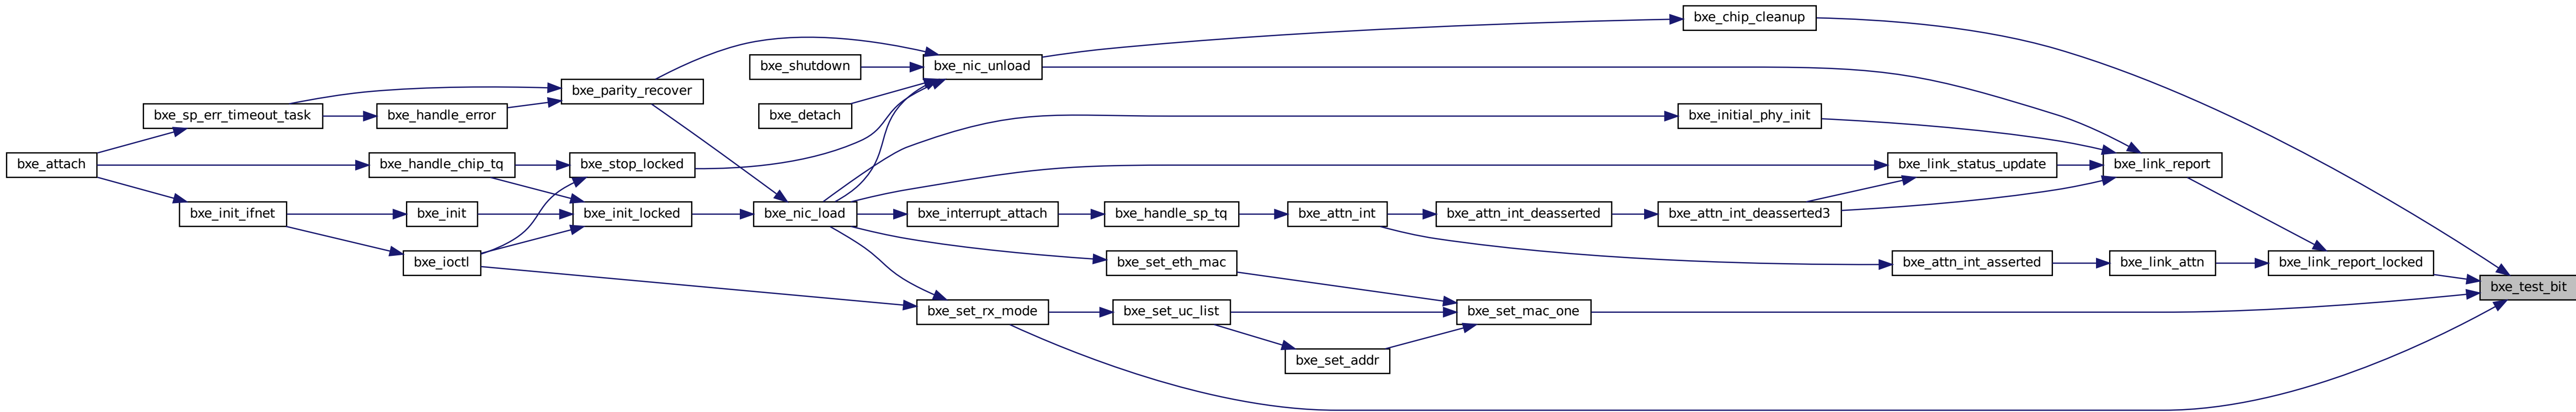 bxe_chip_cleanup
bxe_shutdown
bxe_nic_unload
bxe_parity_recover
bxe_sp_err_timeout_task
bxe_handle_error
bxe_detach
bxe_initial_phy_init
bxe_attach
bxe_handle_chip_tq
bxe_stop_locked
bxe_link_status_update
bxe_link_report
bxe_init_ifnet
bxe_init
bxe_init_locked
bxe_nic_load
bxe_interrupt_attach
bxe_handle_sp_tq
bxe_attn_int
bxe_attn_int_deasserted
bxe_attn_int_deasserted3
bxe_ioctl
bxe_set_eth_mac
bxe_attn_int_asserted
bxe_link_attn
bxe_link_report_locked
bxe_test_bit
bxe_set_rx_mode
bxe_set_uc_list
bxe_set_mac_one
bxe_set_addr